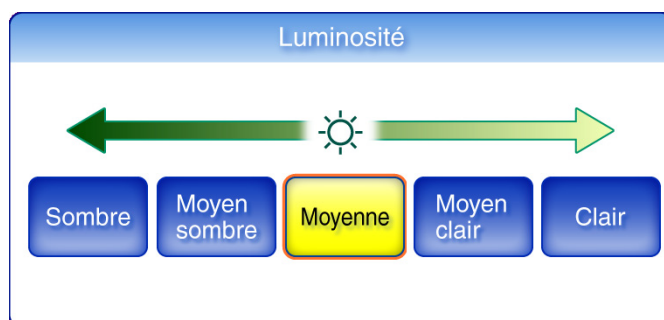 Luminosité
Sombre
Moyen
sombre
Moyenne
Moyen
clair
Clair